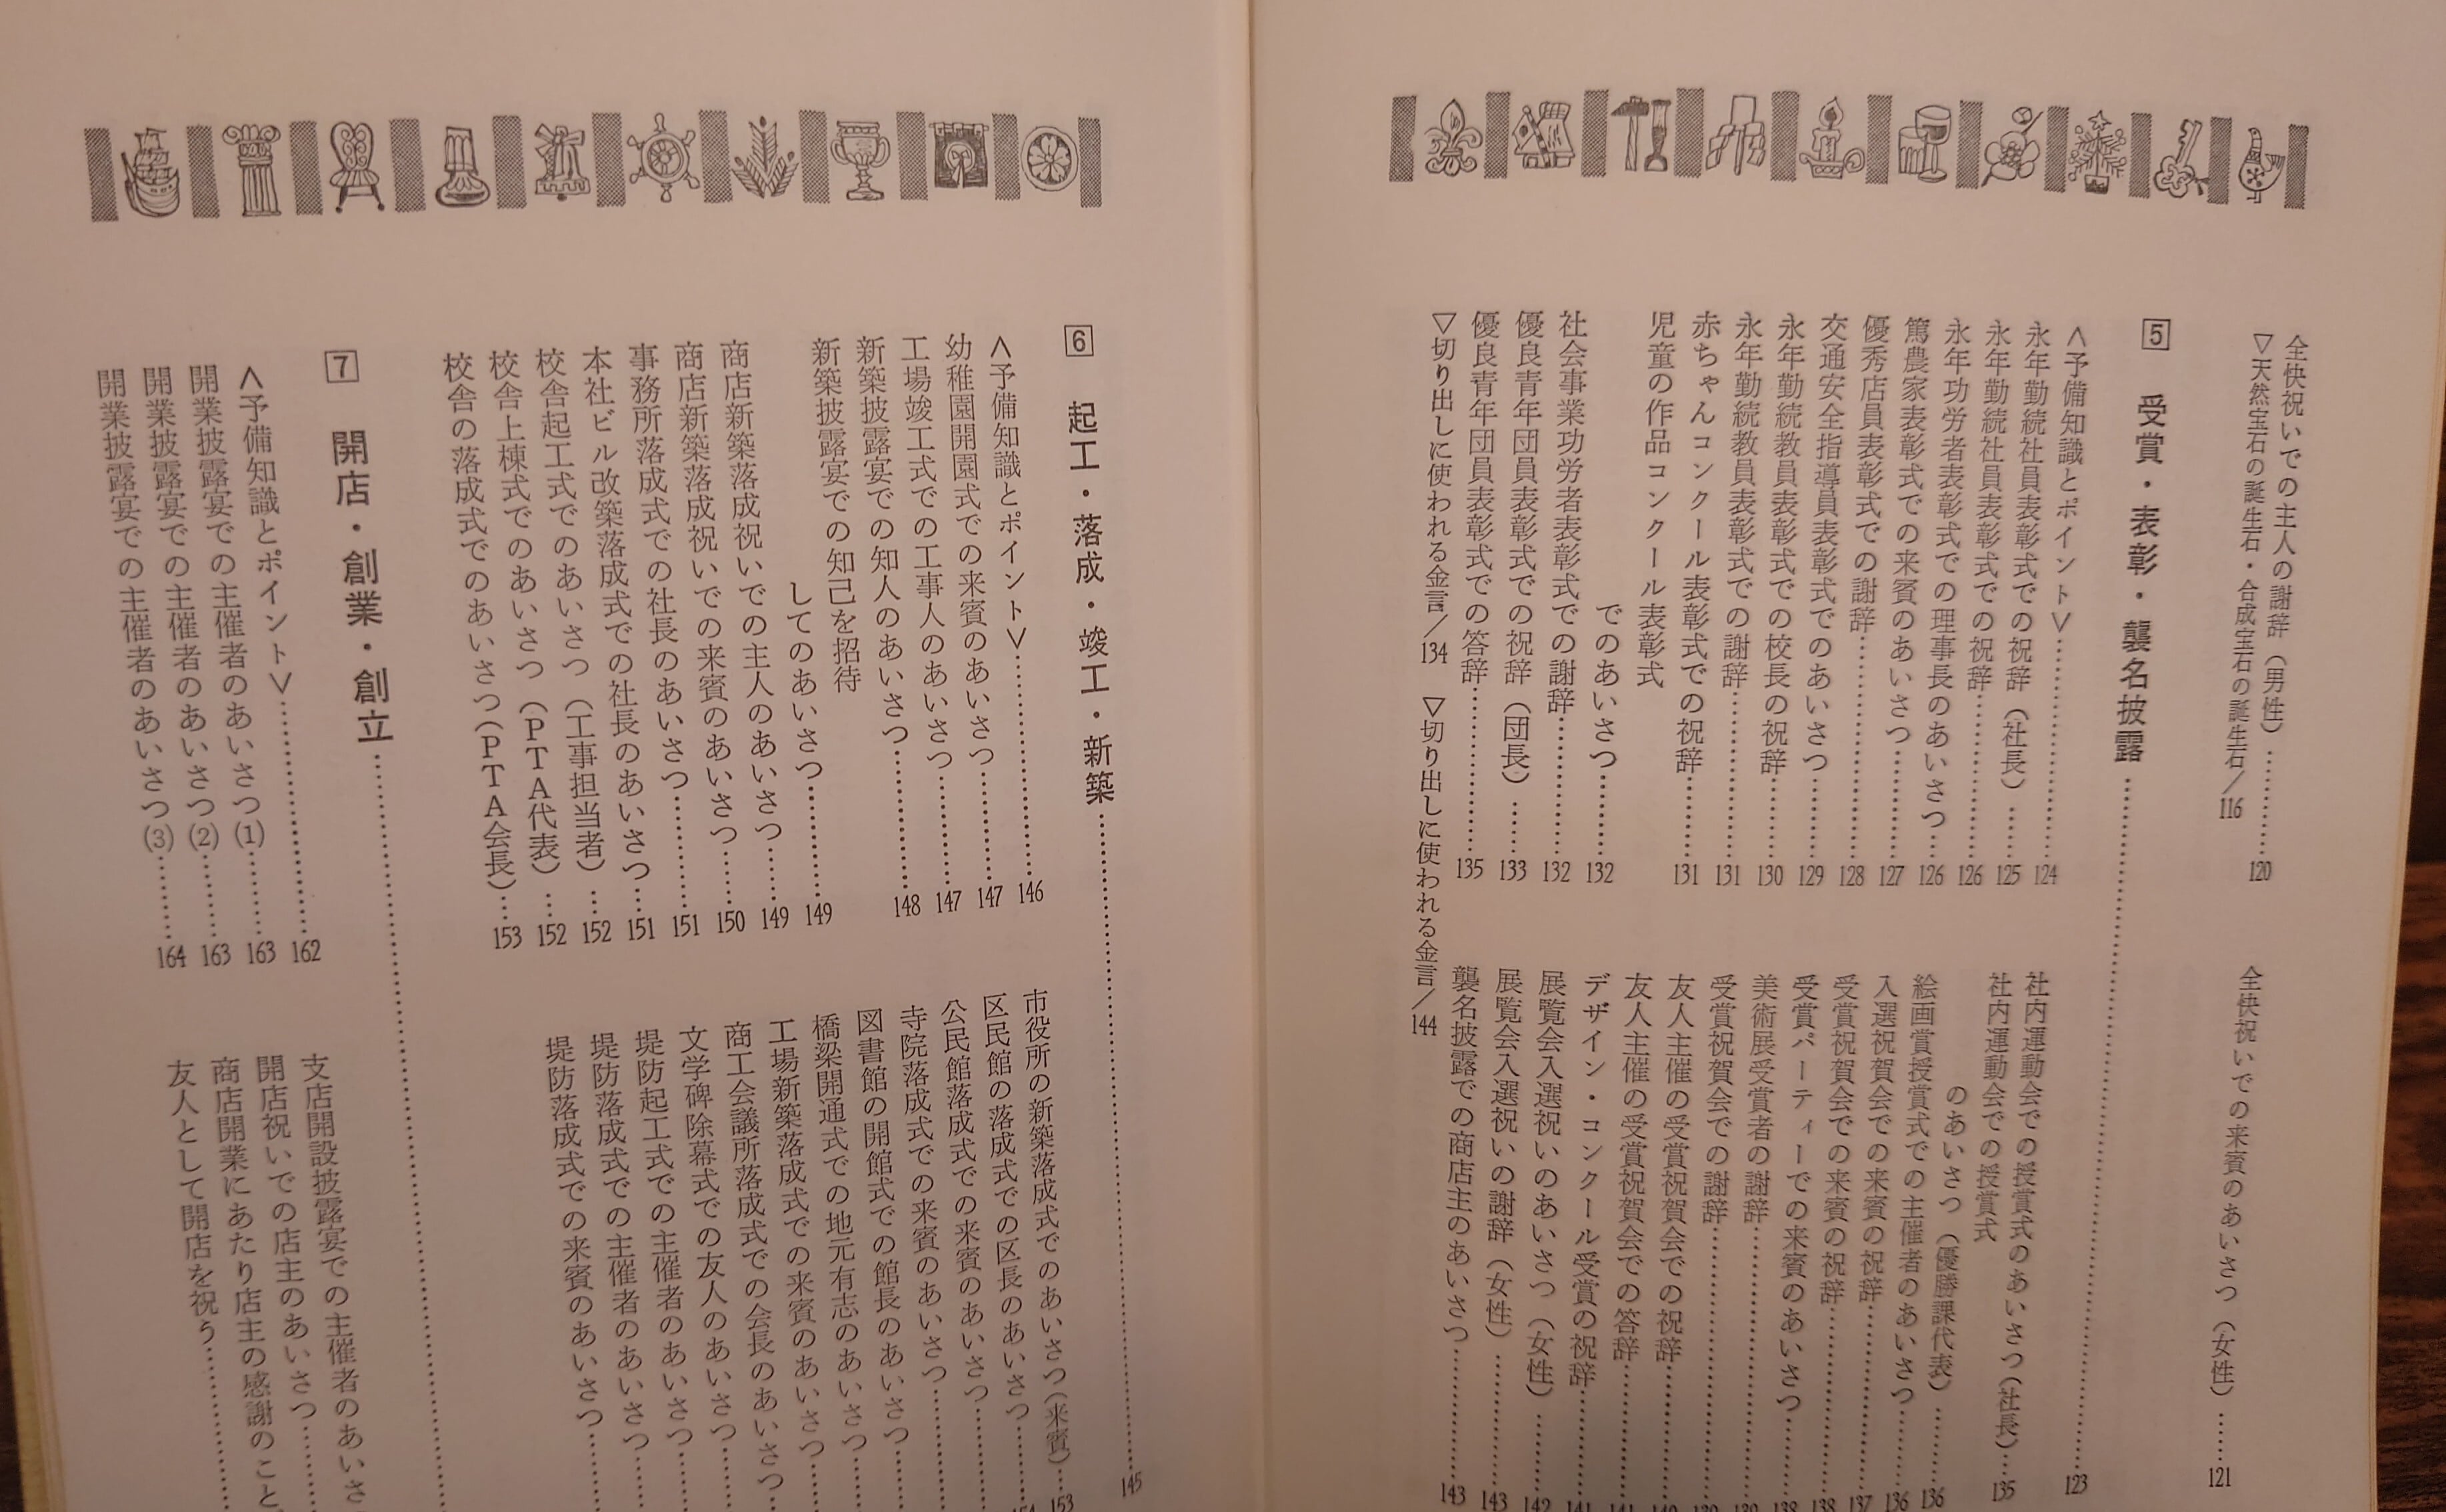 全快祝いでの主人の謝辞（男性）……… 120
▽天然宝石の誕生石・合成宝石の誕生石／116
全快祝いでの来賓のあいさつ（女性）…… 121
5 受賞・表彰・襲名披露……… 123
＜予備知識とポイント＞……… 124
永年勤続社員表彰式での祝辞（社長）…… 125
永年勤続社員表彰式での祝辞……… 126
永年功労者表彰式での理事長のあいさつ… 126
篤農家表彰式での来賓のあいさつ……… 127
優秀店員表彰式での謝辞……… 128
交通安全指導員表彰式でのあいさつ……… 129
永年勤続教員表彰式での校長の祝辞……… 130
永年勤続教員表彰式での謝辞……… 131
赤ちゃんコンクール表彰式での祝辞……… 131
児童の作品コンクール表彰式
でのあいさつ……… 132
社会事業功労者表彰式での謝辞……… 132
優良青年団員表彰式での祝辞（団長）…… 133
優良青年団員表彰式での答辞……… 135
▽切り出しに使われる金言／134
▽切り出しに使われる金言／144
社内運動会での授賞式のあいさつ（社長）… 135
社内運動会での授賞式
のあいさつ（優勝課代表）…… 136
絵画賞授賞式での主催者のあいさつ…… 136
入選祝賀会での来賓の祝辞……… 137
受賞祝賀会での来賓の祝辞……… 138
受賞パーティーでの来賓のあいさつ……… 138
美術展受賞者の謝辞………
受賞祝賀会での謝辞………
友人主催の受賞祝賀会での祝辞………
友人主催の受賞祝賀会での答辞……… 141
デザイン・コンクール受賞の祝辞……… 141
展覧会入選祝いのあいさつ（女性）…… 142
展覧会入選祝いの謝辞（女性）……… 143
襲名披露での商店主のあいさつ……… 143
6 起工・落成・竣工・新築……… 145
＜予備知識とポイント＞……… 146
幼稚園開園式での来賓のあいさつ……… 147
工場竣工式での工事人のあいさつ……… 147
新築披露宴での知人のあいさつ……… 148
新築披露宴での知己を招待
してのあいさつ……… 149
商店新築落成祝いでの主人のあいさつ… 149
商店新築落成祝いでの来賓のあいさつ… 150
事務所落成式での社長のあいさつ……… 151
本社ビル改築落成式での社長のあいさつ… 151
校舎起工式でのあいさつ（工事担当者）… 152
校舎上棟式でのあいさつ（PTA代表）… 152
校舎の落成式でのあいさつ（PTA会長）… 153
市役所の新築落成式でのあいさつ（来賓）… 153
区民館の落成式での区長のあいさつ……
公民館落成式での来賓のあいさつ………
寺院落成式での来賓のあいさつ………
図書館の開館式での館長のあいさつ………
橋梁開通式での地元有志のあいさつ………
工場新築落成式での来賓のあいさつ………
商工会議所落成式での会長のあいさつ…
文学碑除幕式での友人のあいさつ………
堤防起工式での主催者のあいさつ………
堤防落成式での主催者のあいさつ………
堤防落成式での来賓のあいさつ………
7 開店・創業・創立………
＜予備知識とポイント＞……… 162
開業披露宴での主催者のあいさつ(1)…… 163
開業披露宴での主催者のあいさつ(2)…… 163
開業披露宴での主催者のあいさつ(3)…… 164
支店開設披露宴での主催者のあいさ
開店祝いでの店主のあいさつ………
商店開業にあたり店主の感謝のこと
友人として開店を祝う………